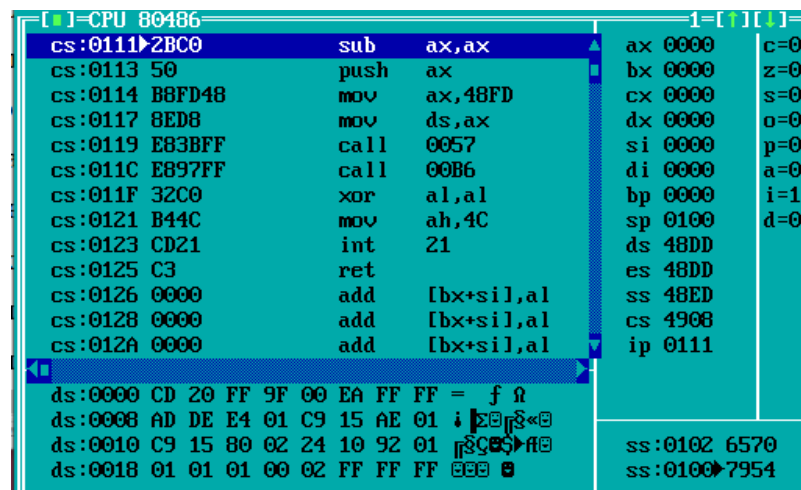 [■]=CPU 80486 1=[↑][↓]=
cs:0111►2BC0 sub ax,ax ax 0000 c=0
cs:0113 50 push ax bx 0000 z=0
cs:0114 B8FD48 mov ax,48FD cx 0000 s=0
cs:0117 8ED8 mov ds,ax dx 0000 o=0
cs:0119 E83BFF call 0057 si 0000 p=0
cs:011C E897FF call 00B6 di 0000 a=0
cs:011F 32C0 xor al,al bp 0000 i=1
cs:0121 B44C mov ah,4C sp 0100 d=0
cs:0123 CD21 int 21 ds 48DD
cs:0125 C3 ret es 48DD
cs:0126 0000 add [bx+si],al ss 48ED
cs:0128 0000 add [bx+si],al cs 4908
cs:012A 0000 add [bx+si],al ip 0111
ds:0000 CD 20 FF 9F 00 EA FF FF = ƒ Ω
ds:0008 AD DE E4 01 C9 15 AE 01 ¡▐Σ☺╔§«☺
ds:0010 C9 15 80 02 24 10 92 01 ╔§Ç☻$►Æ☺ ss:0102 6570
ds:0018 01 01 01 00 02 FF FF FF ☺☺☺ ☻ ss:0100►7954